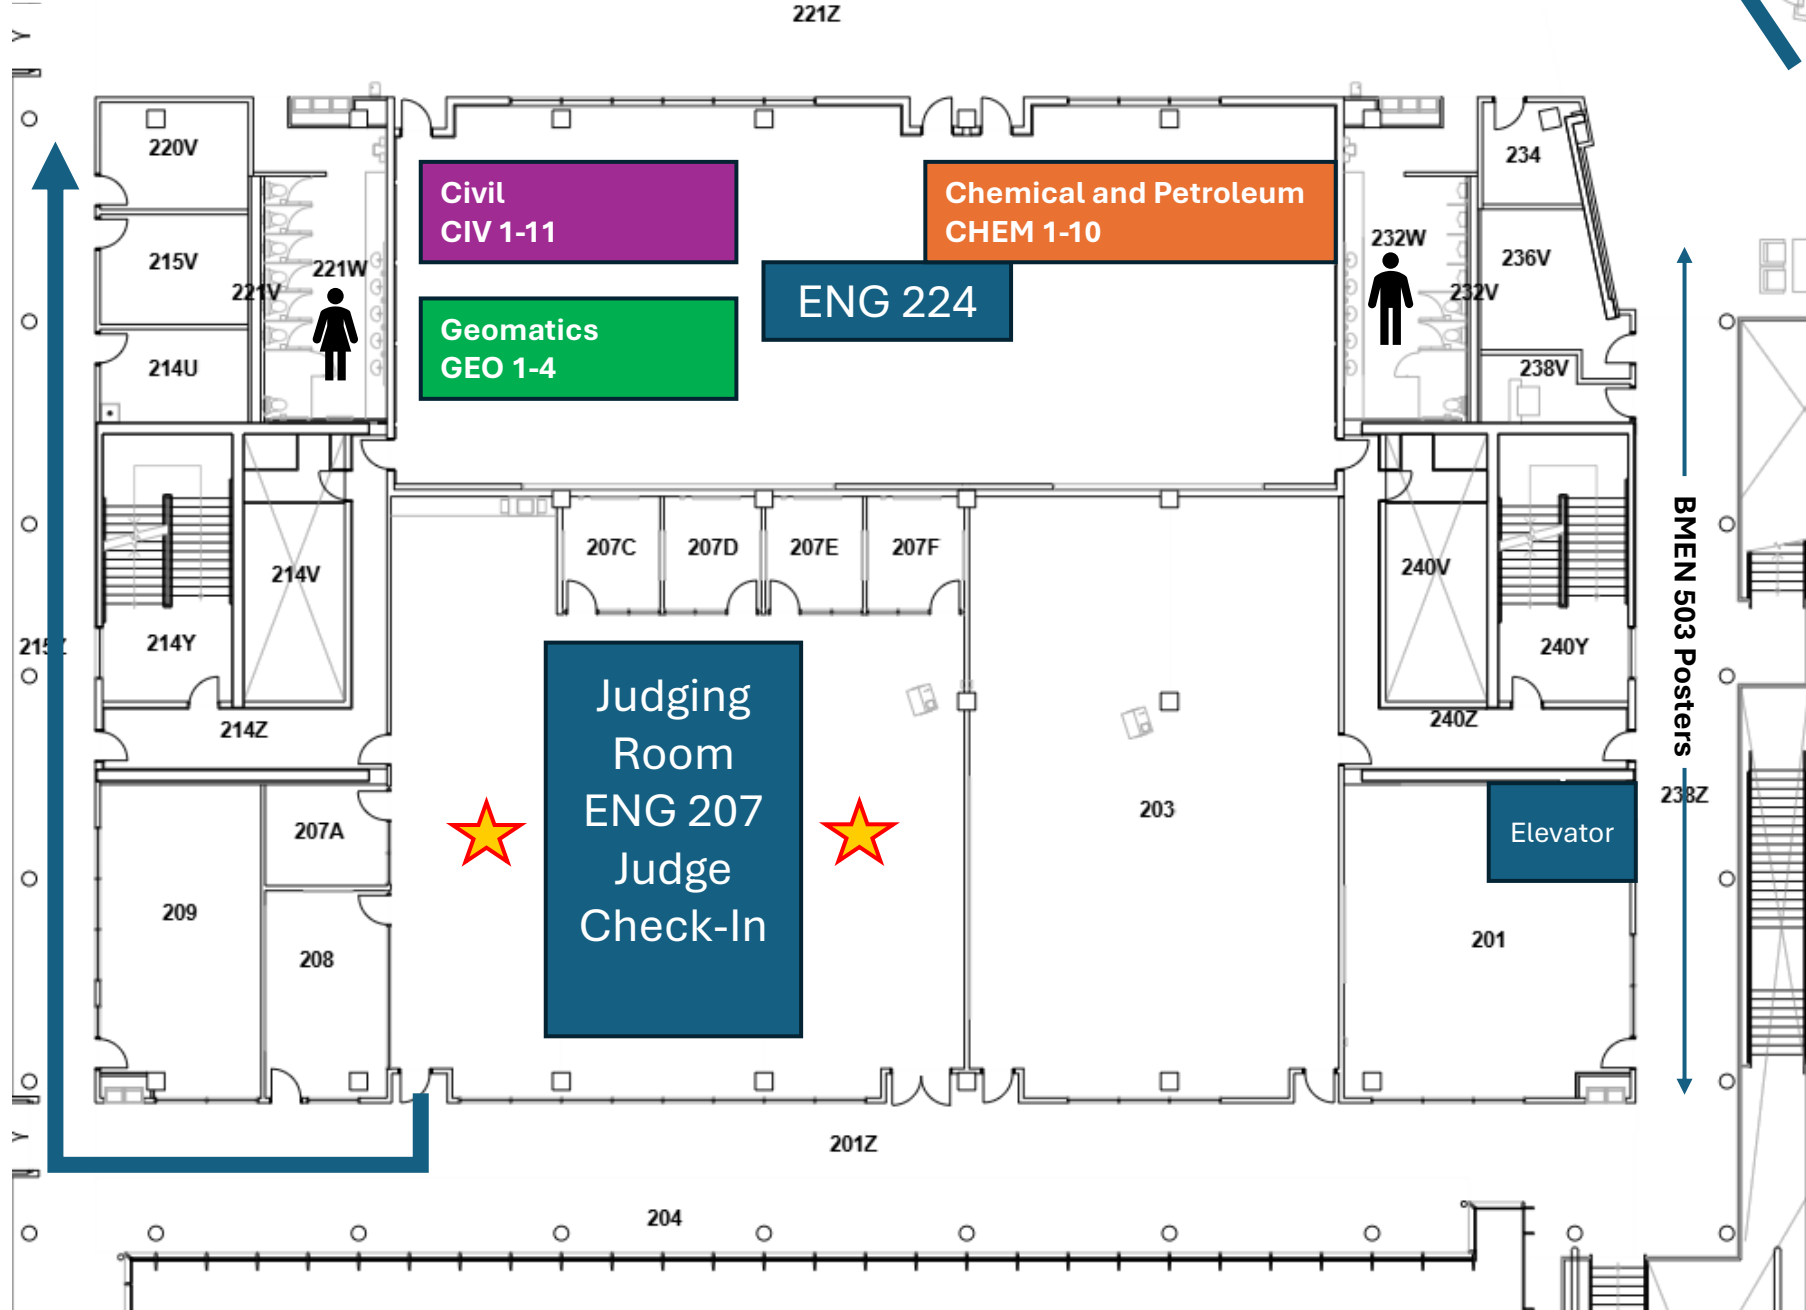 221Z
220V
234
Civil
CIV 1-11
Chemical and Petroleum
CHEM 1-10
232W
215V
221V
221W
236V
232V
ENG 224
Geomatics
GEO 1-4
214U
238V
207C
207D
207E
207F
214V
240V
BMEN 503 Posters
215Z
214Y
240Y
214Z
240Z
Judging
Room
ENG 207
Judge
Check-In
207A
203
238Z
Elevator
209
208
201
201Z
204
Y
Y